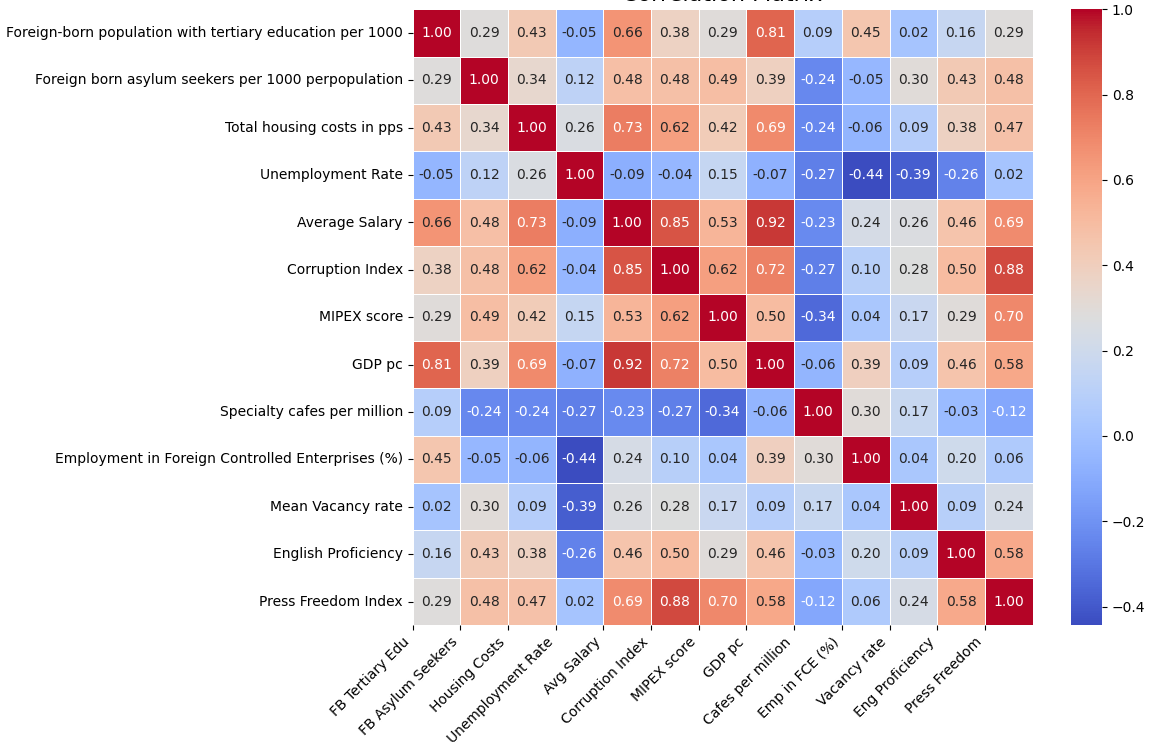 Correlation Matrix
Foreign-born population with tertiary education per 1000 1.00 0.29 0.43 -0.05 0.66 0.38 0.29 0.81 0.09 0.45 0.02 0.16 0.29
Foreign born asylum seekers per 1000 perpopulation 0.29 1.00 0.34 0.12 0.48 0.48 0.49 0.39 -0.24 -0.05 0.30 0.43 0.48
Total housing costs in pps 0.43 0.34 1.00 0.26 0.73 0.62 0.42 0.69 -0.24 -0.06 0.09 0.38 0.47
Unemployment Rate -0.05 0.12 0.26 1.00 -0.09 -0.04 0.15 -0.07 -0.27 -0.44 -0.39 -0.26 0.02
Average Salary 0.66 0.48 0.73 -0.09 1.00 0.85 0.53 0.92 -0.23 0.24 0.26 0.46 0.69
Corruption Index 0.38 0.48 0.62 -0.04 0.85 1.00 0.62 0.72 -0.27 0.10 0.28 0.50 0.88
MIPEX score 0.29 0.49 0.42 0.15 0.53 0.62 1.00 0.50 -0.34 0.04 0.17 0.29 0.70
GDP pc 0.81 0.39 0.69 -0.07 0.92 0.72 0.50 1.00 -0.06 0.39 0.09 0.46 0.58
Specialty cafes per million 0.09 -0.24 -0.24 -0.27 -0.23 -0.27 -0.34 -0.06 1.00 0.30 0.17 -0.03 -0.12
Employment in Foreign Controlled Enterprises (%) 0.45 -0.05 -0.06 -0.44 0.24 0.10 0.04 0.39 0.30 1.00 0.04 0.20 0.06
Mean Vacancy rate 0.02 0.30 0.09 -0.39 0.26 0.28 0.17 0.09 0.17 0.04 1.00 0.09 0.24
English Proficiency 0.16 0.43 0.38 -0.26 0.46 0.50 0.29 0.46 -0.03 0.20 0.09 1.00 0.58
Press Freedom Index 0.29 0.48 0.47 0.02 0.69 0.88 0.70 0.58 -0.12 0.06 0.24 0.58 1.00
FB Tertiary Edu
FB Asylum Seekers
Housing Costs
Unemployment Rate
Avg Salary
Corruption Index
MIPEX score
GDP pc
Cafes per million
Emp in FCE (%)
Vacancy rate
Eng Proficiency
Press Freedom
1.0
0.8
0.6
0.4
0.2
0.0
−0.2
−0.4